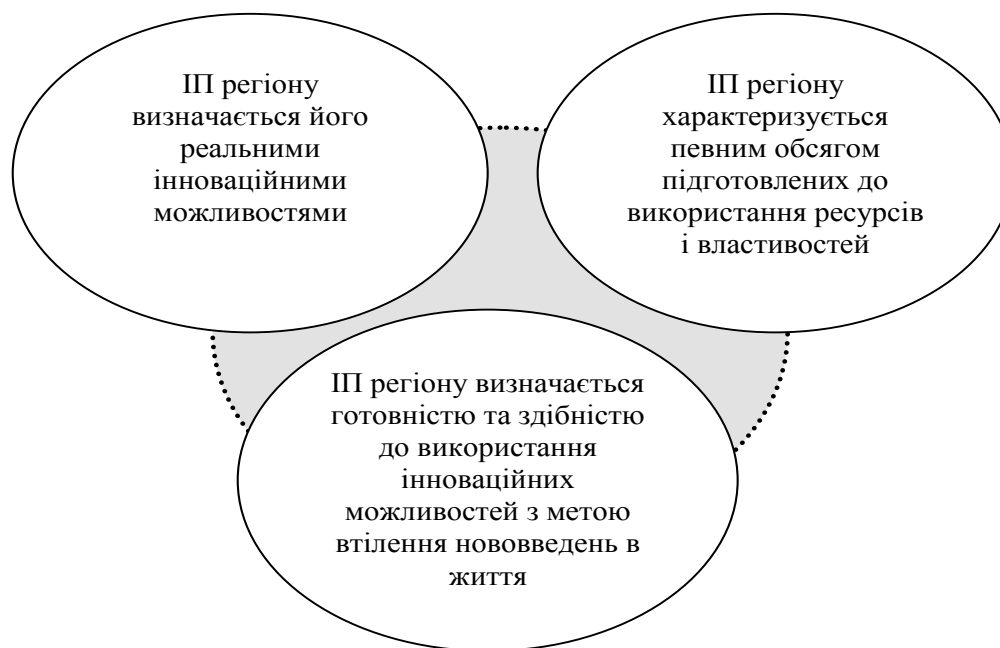 ІП регіону
визначається його
реальними
інноваційними
можливостями
ІП регіону
характеризується
певним обсягом
підготовлених до
використання ресурсів
і властивостей
ІП регіону визначається
готовністю та здібністю
до використання
інноваційних
можливостей з метою
втілення нововведень в
життя